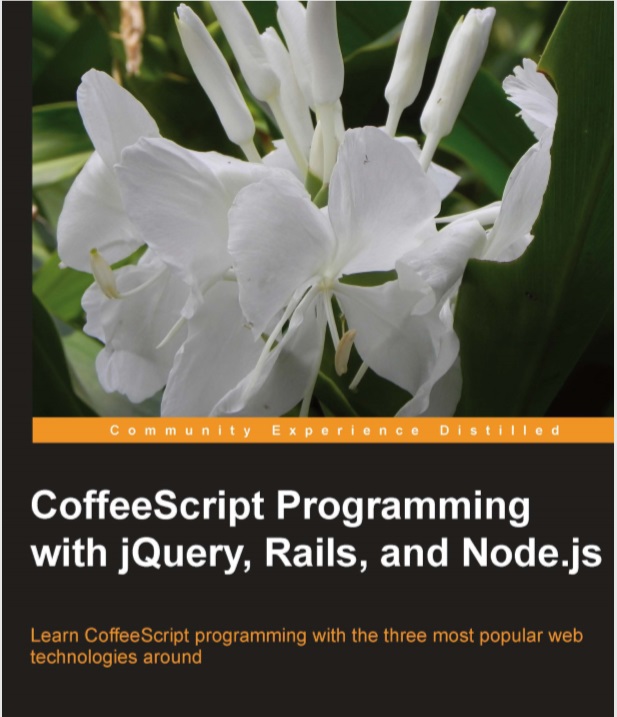 Community Experience Distilled
CoffeeScript Programming
with jQuery, Rails, and Node.js
Learn CoffeeScript programming with the three most popular web
technologies around